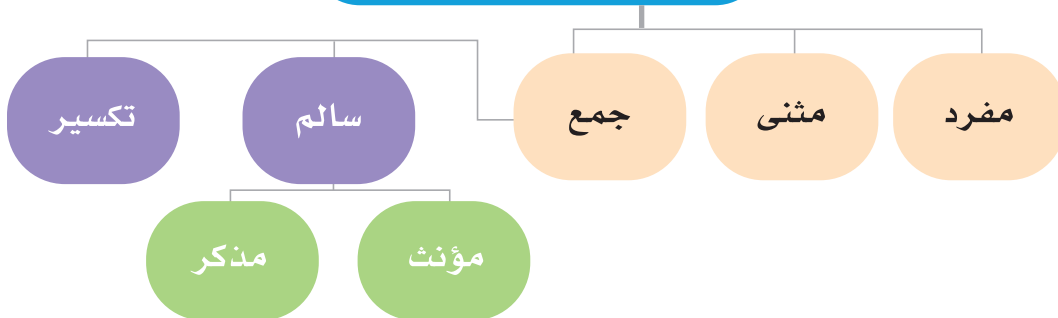 مفرد
مثنى
جمع
سالم
تكسير
مؤنث
مذكر